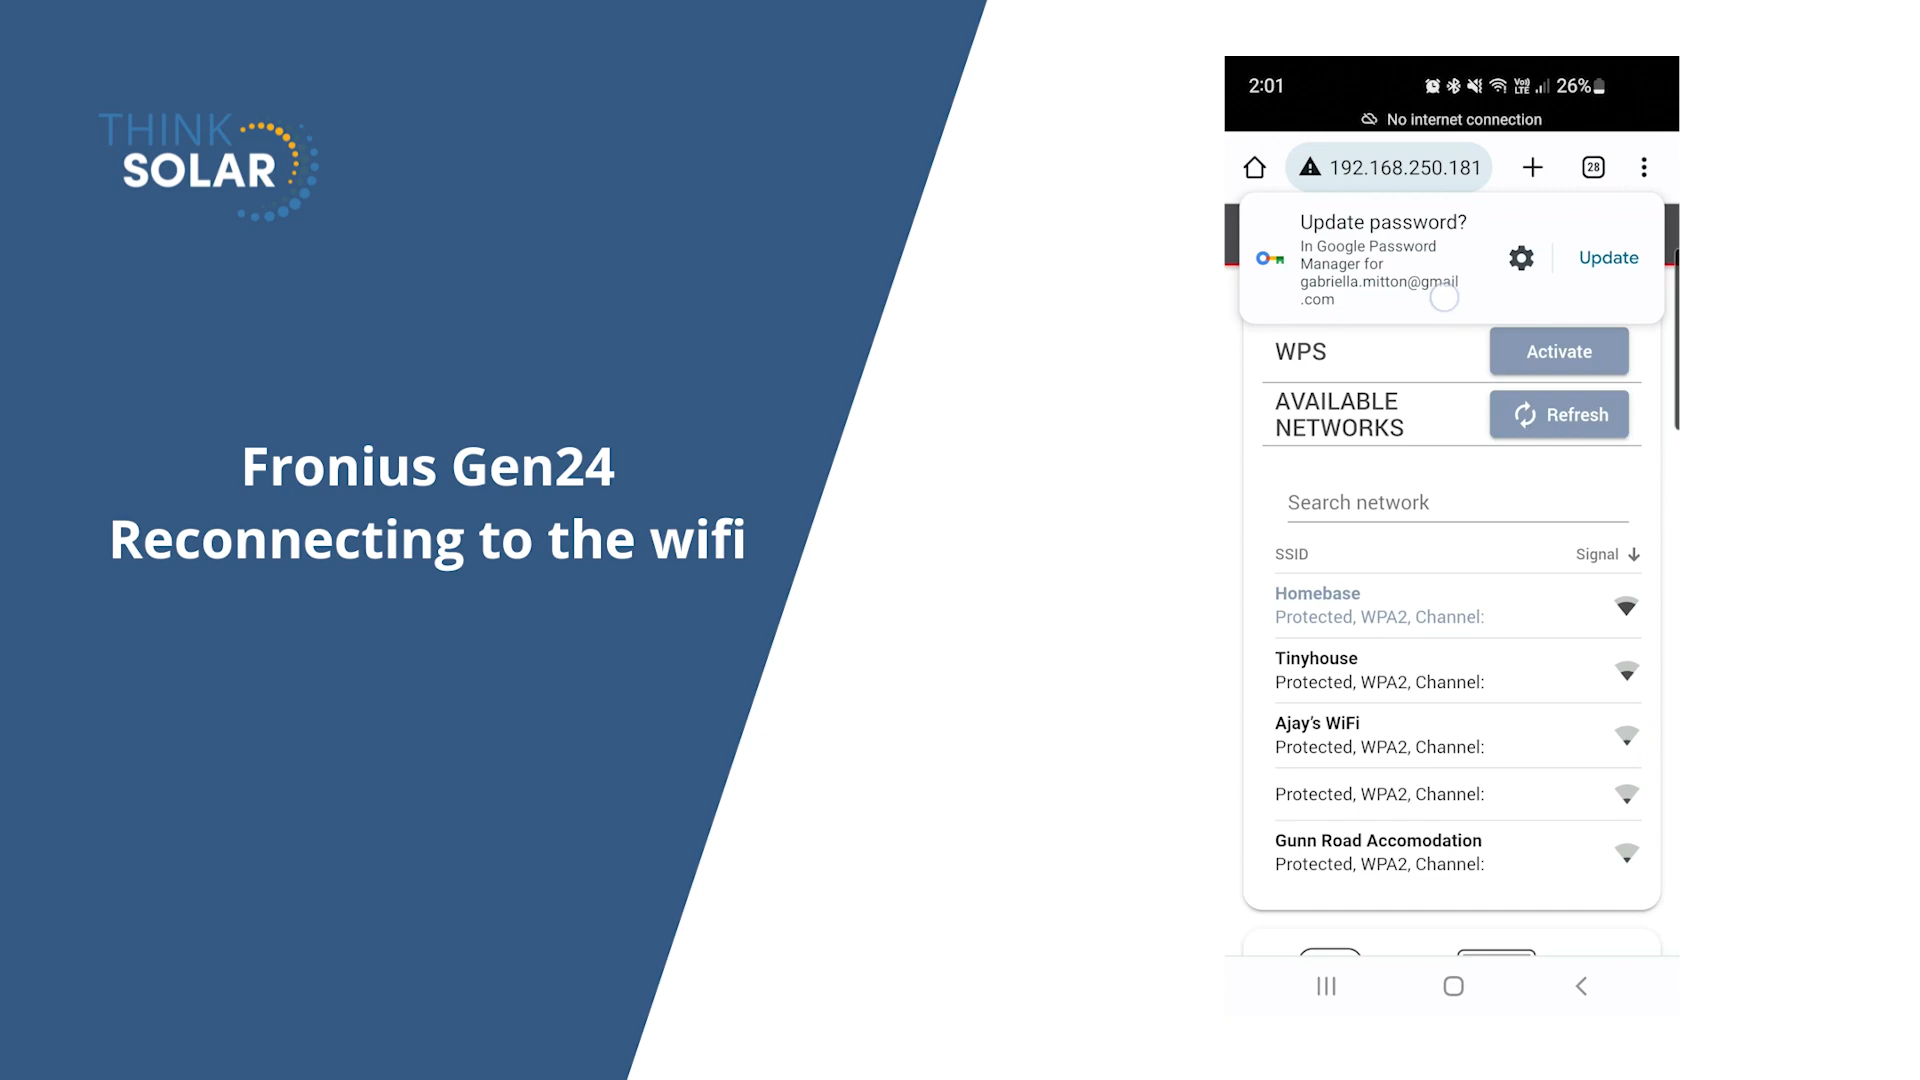 THINK
SOLAR
Fronius Gen24
Reconnecting to the wifi
2:01
Vo))
LTE
26%
No internet connection
192.168.250.181
28
Update password?
In Google Password
Manager for
gabriella.mitton@gmail
.com
Update
WPS
Activate
AVAILABLE
NETWORKS
Refresh
Search network
SSID
Signal
Homebase
Protected, WPA2, Channel:
Tinyhouse
Protected, WPA2, Channel:
Ajay's WiFi
Protected, WPA2, Channel:
Protected, WPA2, Channel:
Gunn Road Accomodation
Protected, WPA2, Channel: